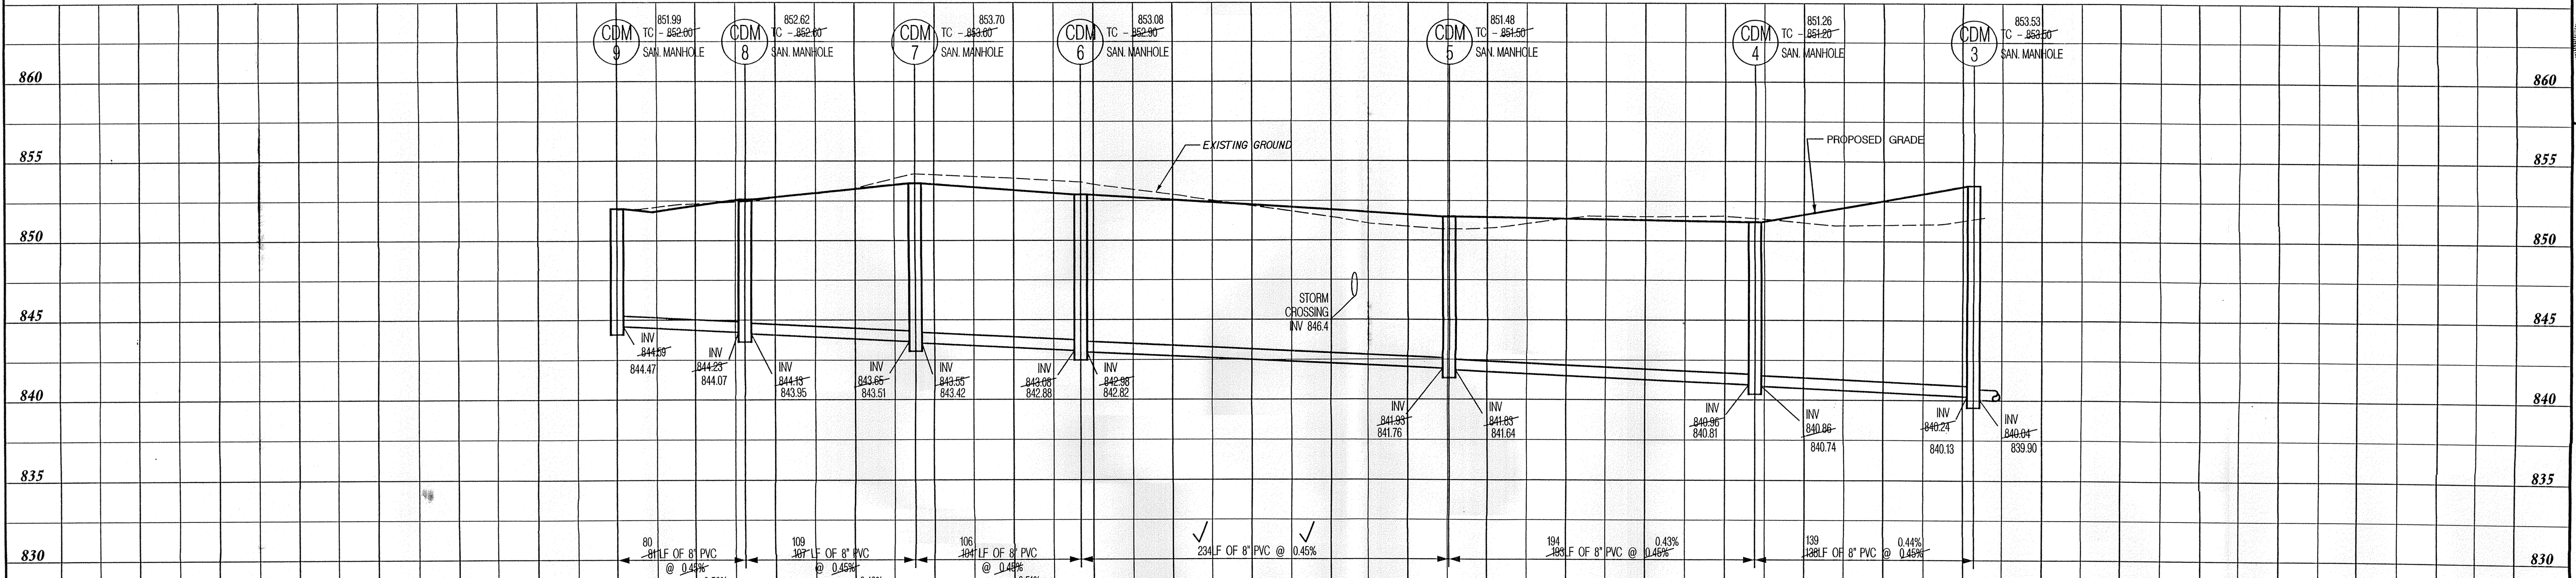 851.99
CDM 9 TC - 852.00
SAN. MANHOLE
852.62
CDM 8 TC - 852.60
SAN. MANHOLE
853.70
CDM 7 TC - 853.60
SAN. MANHOLE
853.08
CDM 6 TC - 852.90
SAN. MANHOLE
851.48
CDM 5 TC - 851.50
SAN. MANHOLE
851.26
CDM 4 TC - 851.20
SAN. MANHOLE
853.53
CDM 3 TC - 853.50
SAN. MANHOLE
860 860
EXISTING GROUND
PROPOSED GRADE
855 855
850 850
STORM
CROSSING
INV 846.4
845 845
INV
844.59
844.47
INV
844.23
844.07
INV
844.13
843.95
INV
843.65
843.51
INV
843.55
843.42
INV
843.08
842.88
INV
842.98
842.82
INV
841.93
841.76
INV
841.83
841.64
INV
840.96
840.81
INV
840.86
840.74
INV
840.24
840.13
INV
840.04
839.90
840 840
835 835
80
81 LF OF 8" PVC
@ 0.45%
109
107 LF OF 8" PVC
@ 0.45%
106
104 LF OF 8" PVC
@ 0.45%
234 LF OF 8" PVC @ 0.45%
194 0.43%
193 LF OF 8" PVC @ 0.45%
139 0.44%
138 LF OF 8" PVC @ 0.45%
830 830